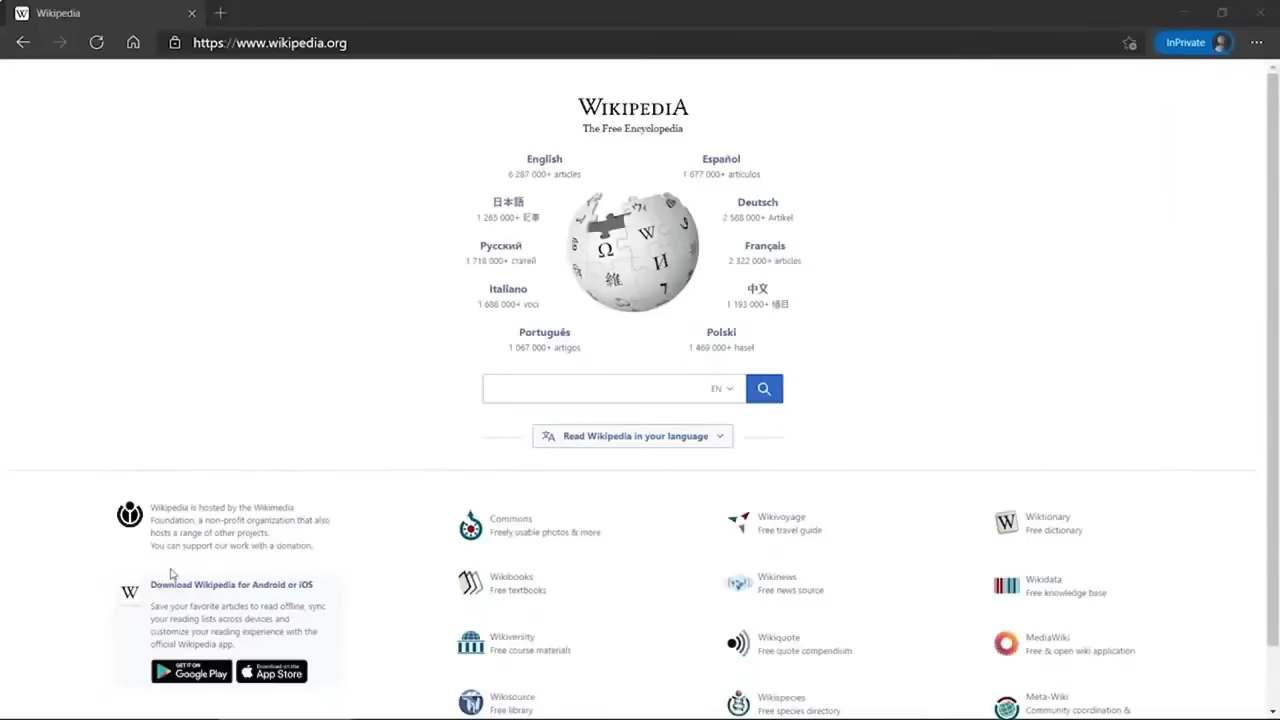 Wikipedia
https://www.wikipedia.org
InPrivate
WIKIPEDIA
The Free Encyclopedia
English
6 287 000+ articles
Español
1 677 000+ artículos
日本語
1 265 000+ 記事
Deutsch
2 568 000+ Artikel
Русский
1 718 000+ статей
Français
2 322 000+ articles
Italiano
1 688 000+ voci
中文
1 193 000+ 條目
Português
1 067 000+ artigos
Polski
1 469 000+ haseł
Ω
W
И
維
EN
Read Wikipedia in your language
Wikipedia is hosted by the Wikimedia
Foundation, a non-profit organization that also
hosts a range of other projects.
You can support our work with a donation.
W
Download Wikipedia for Android or iOS
Save your favorite articles to read offline, sync
your reading lists across devices and
customize your reading experience with the
official Wikipedia app.
GET IT ON
Google Play
Download on the
App Store
Commons
Freely usable photos & more
Wikivoyage
Free travel guide
Wiktionary
Free dictionary
Wikibooks
Free textbooks
Wikinews
Free news source
Wikidata
Free knowledge base
Wikiversity
Free course materials
Wikiquote
Free quote compendium
MediaWiki
Free & open wiki application
Wikisource
Free library
Wikispecies
Free species directory
Meta-Wiki
Community coordination &